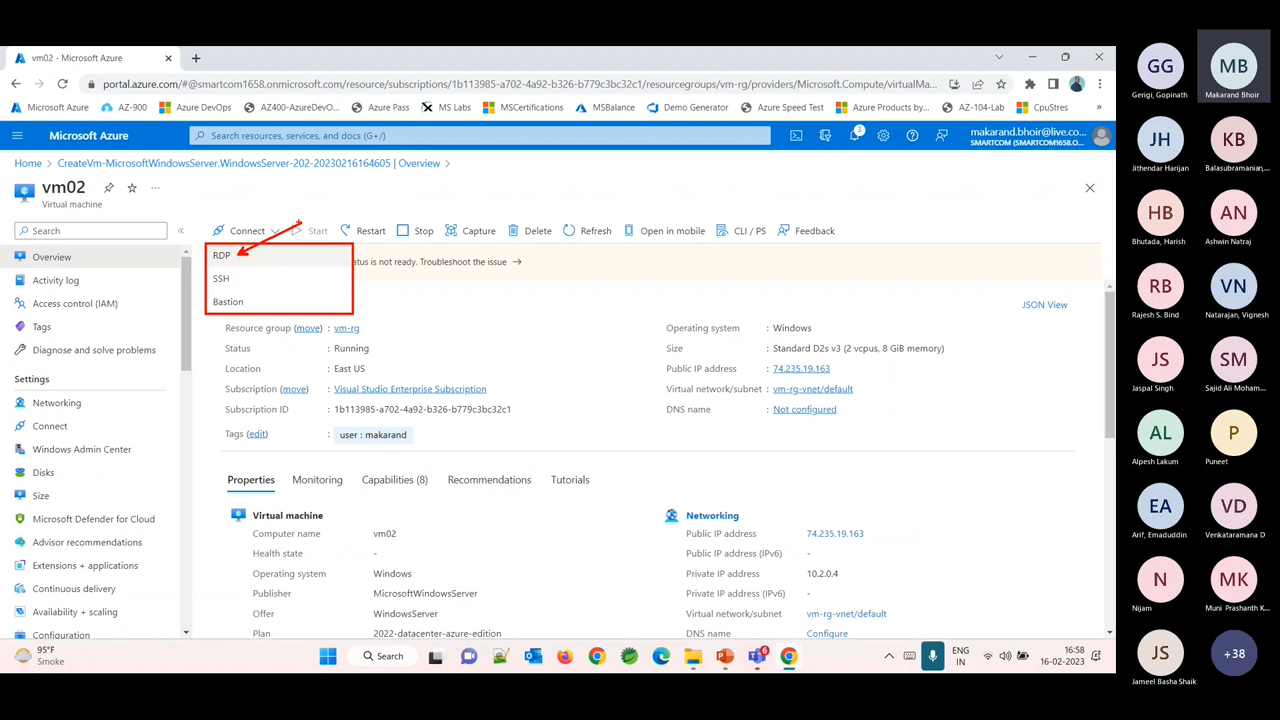 vm02 - Microsoft Azure
portal.azure.com/#@smartcom1658.onmicrosoft.com/resource/subscriptions/1b113985-a702-4a92-b326-b779c3bc32c1/resourcegroups/vm-rg/providers/Microsoft.Compute/virtualMa...
Microsoft Azure AZ-900 Azure DevOps AZ400-AzureDevO... Azure Pass MS Labs MSCertifications MSBalance Demo Generator Azure Speed Test Azure Products by... AZ-104-Lab CpuStres »
Microsoft Azure
Search resources, services, and docs (G+/)
3
makarand.bhoir@live.co...
SMARTCOM (SMARTCOM1658.O...
Home > CreateVm-MicrosoftWindowsServer.WindowsServer-202-20230216164605 | Overview >
vm02
Virtual machine
Search
«
Overview
Activity log
Access control (IAM)
Tags
Diagnose and solve problems
Settings
Networking
Connect
Windows Admin Center
Disks
Size
Microsoft Defender for Cloud
Advisor recommendations
Extensions + applications
Continuous delivery
Availability + scaling
Configuration
Connect Start Restart Stop Capture Delete Refresh Open in mobile CLI / PS Feedback
RDP
SSH
Bastion
atus is not ready. Troubleshoot the issue →
JSON View
Resource group (move) : vm-rg
Status : Running
Location : East US
Subscription (move) : Visual Studio Enterprise Subscription
Subscription ID : 1b113985-a702-4a92-b326-b779c3bc32c1
Tags (edit) : user : makarand
Operating system : Windows
Size : Standard D2s v3 (2 vcpus, 8 GiB memory)
Public IP address : 74.235.19.163
Virtual network/subnet : vm-rg-vnet/default
DNS name : Not configured
Properties Monitoring Capabilities (8) Recommendations Tutorials
Virtual machine
Computer name vm02
Health state -
Operating system Windows
Publisher MicrosoftWindowsServer
Offer WindowsServer
Plan 2022-datacenter-azure-edition
Networking
Public IP address 74.235.19.163
Public IP address (IPv6) -
Private IP address 10.2.0.4
Private IP address (IPv6) -
Virtual network/subnet vm-rg-vnet/default
DNS name Configure
95°F
Smoke
Search
6
ENG
IN
16:58
16-02-2023
GG
Gerigi, Gopinath
MB
Makarand Bhoir
JH
Jithendar Harijan
KB
Balasubramanian,...
HB
Bhutada, Harish
AN
Ashwin Natraj
RB
Rajesh S. Bind
VN
Natarajan, Vignesh
JS
Jaspal Singh
SM
Sajid Ali Moham...
AL
Alpesh Lakum
P
Puneet
EA
Arif, Emaduddin
VD
Venkataramana D
N
Nijam
MK
Muni Prashanth K...
JS
Jameel Basha Shaik
+38